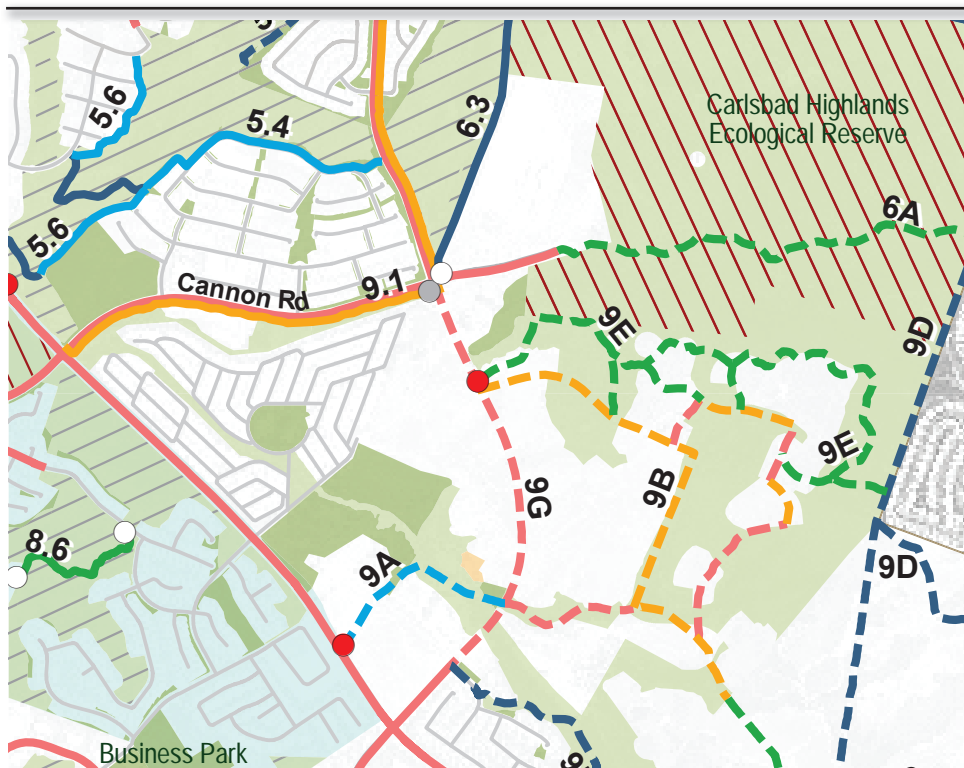 5.6
5.4
6.3
Carlsbad Highlands
Ecological Reserve
6A
5.6
Cannon Rd
9.1
9E
9D
9E
9B
9G
8.6
9A
9D
Business Park